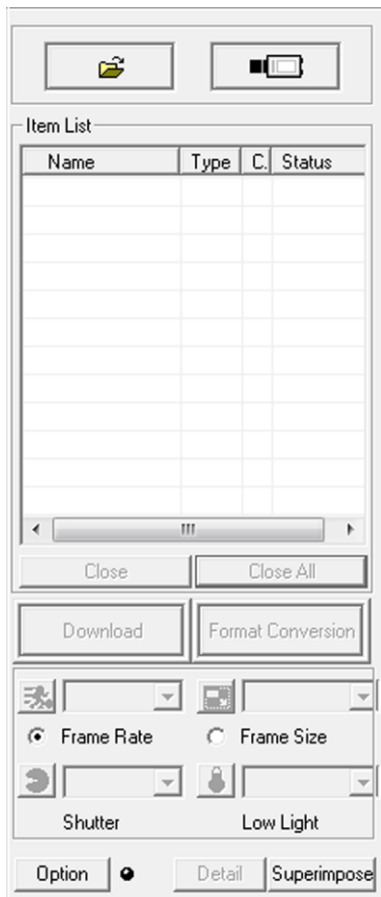 Item List
Name Type C. Status
Close Close All
Download Format Conversion
Frame Rate Frame Size
Shutter Low Light
Option Detail Superimpose